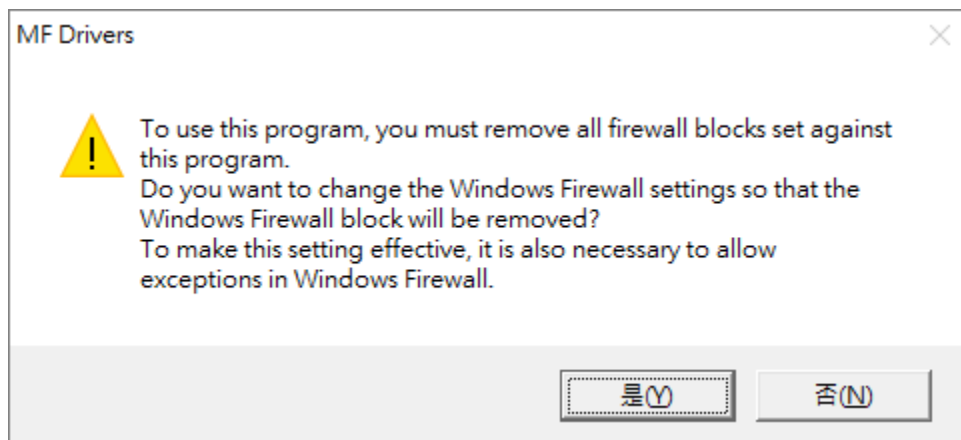 MF Drivers
To use this program, you must remove all firewall blocks set against
this program.
Do you want to change the Windows Firewall settings so that the
Windows Firewall block will be removed?
To make this setting effective, it is also necessary to allow
exceptions in Windows Firewall.
是(Y)
否(N)